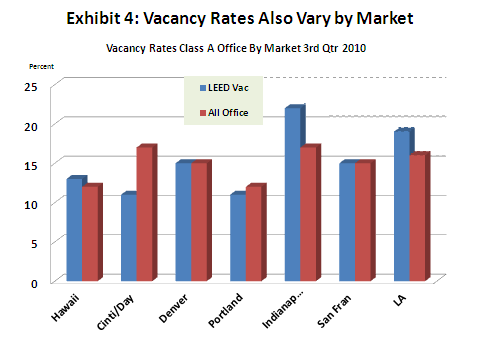 Exhibit 4: Vacancy Rates Also Vary by Market
Vacancy Rates Class A Office By Market 3rd Qtr 2010
Percent
LEED Vac
All Office
25
20
15
10
5
0
Hawaii
Cinti/Day
Denver
Portland
Indianap...
San Fran
LA